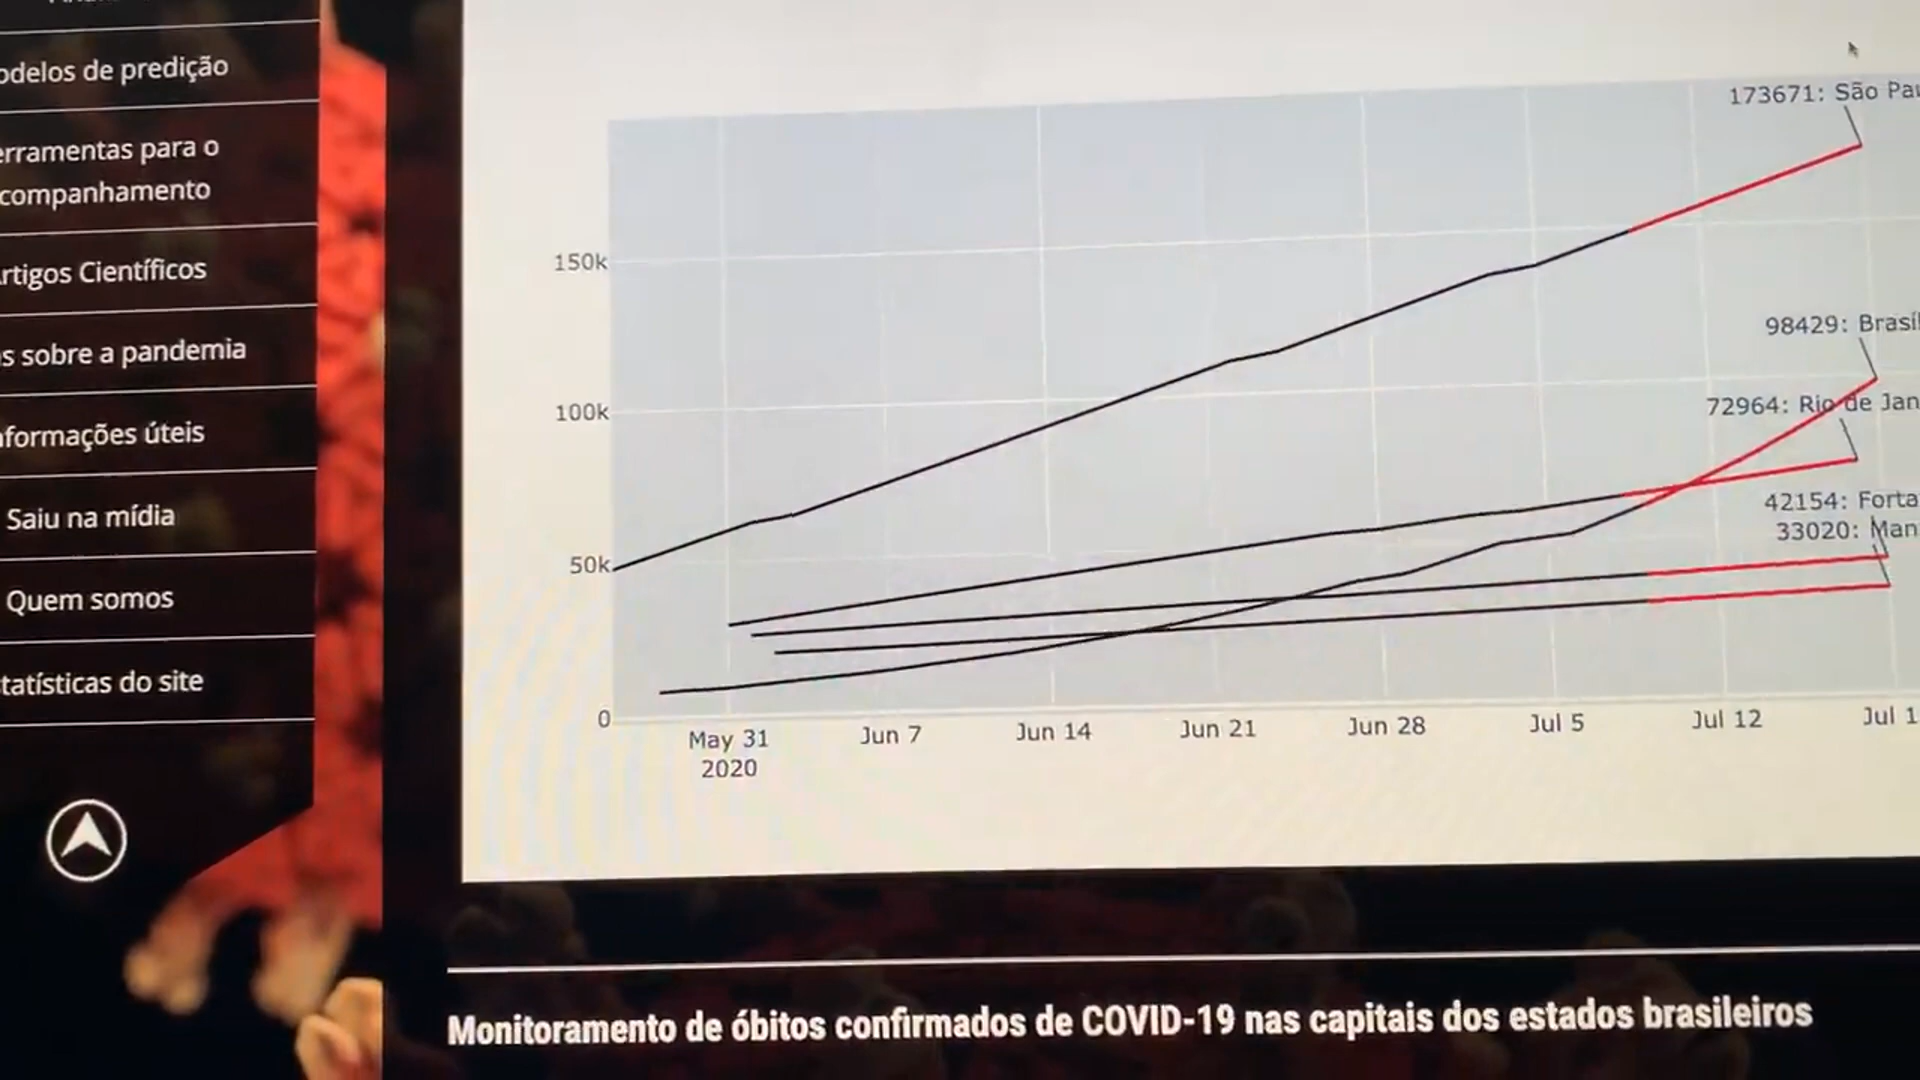 odelos de predição
erramentas para o
companhamento
rtigos Científicos
s sobre a pandemia
formações úteis
Saiu na mídia
Quem somos
tatísticas do site
173671: São Pau
150k
98429: Brasíl
100k
72964: Rio de Jan
42154: Forta
33020: Man
50k
0
May 31
2020
Jun 7
Jun 14
Jun 21
Jun 28
Jul 5
Jul 12
Jul 1
Monitoramento de óbitos confirmados de COVID-19 nas capitais dos estados brasileiros